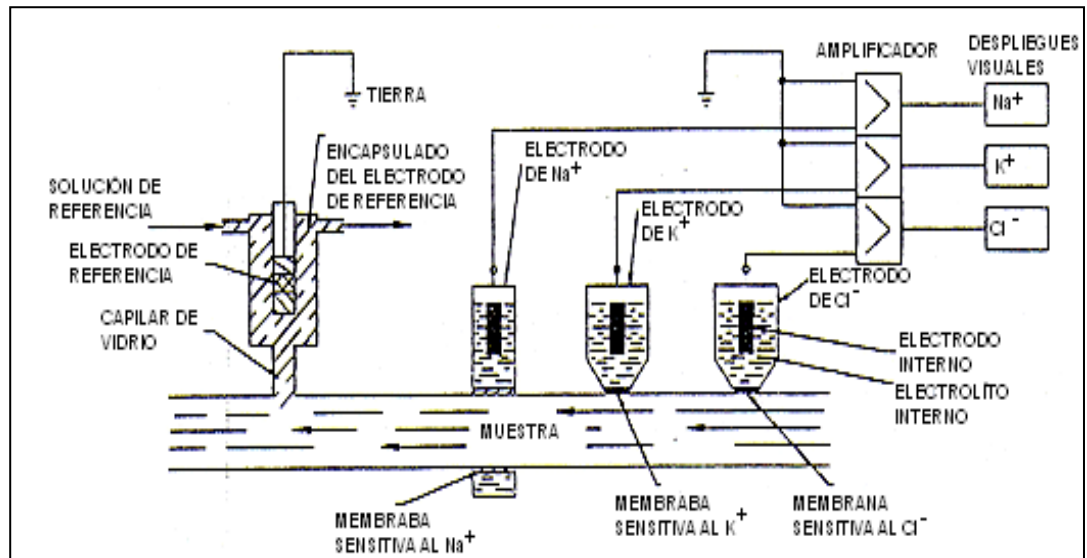 AMPLIFICADOR
DESPLIEGUES
VISUALES
Na+
K+
Cl-
TIERRA
SOLUCIÓN DE
REFERENCIA
ENCAPSULADO
DEL ELECTRODO
DE REFERENCIA
ELECTRODO
DE Na+
ELECTRODO
DE K+
ELECTRODO DE
REFERENCIA
ELECTRODO
DE Cl-
CAPILAR DE
VIDRIO
ELECTRODO
INTERNO
ELECTROLÍTO
INTERNO
MUESTRA
MEMBRABA
SENSITIVA AL Na+
MEMBRABA
SENSITIVA AL K+
MEMBRANA
SENSITIVA AL Cl-